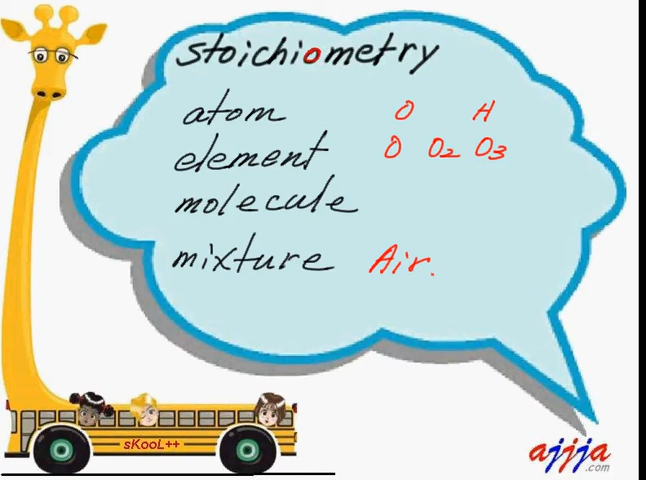 stoichiometry
atom O H
element O O2 O3
molecule
mixture Air.
sKooL++
ajjja
.com